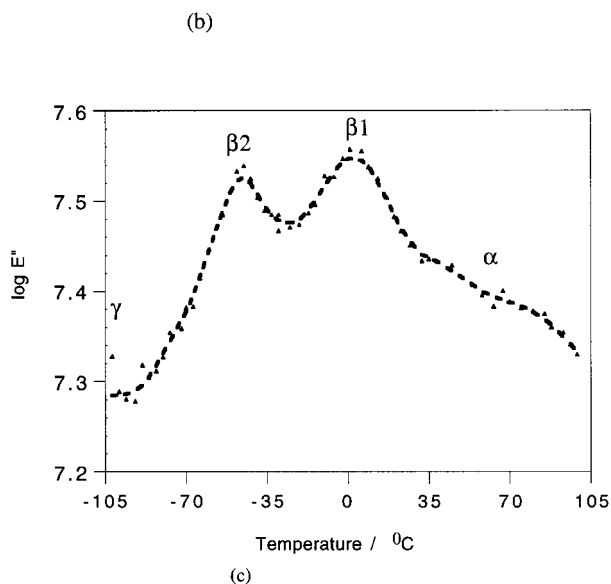 (b)
7.6
β2
β1
7.5
log E"
α
7.4
γ
7.3
7.2
-105 -70 -35 0 35 70 105
Temperature / ⁰C
(c)